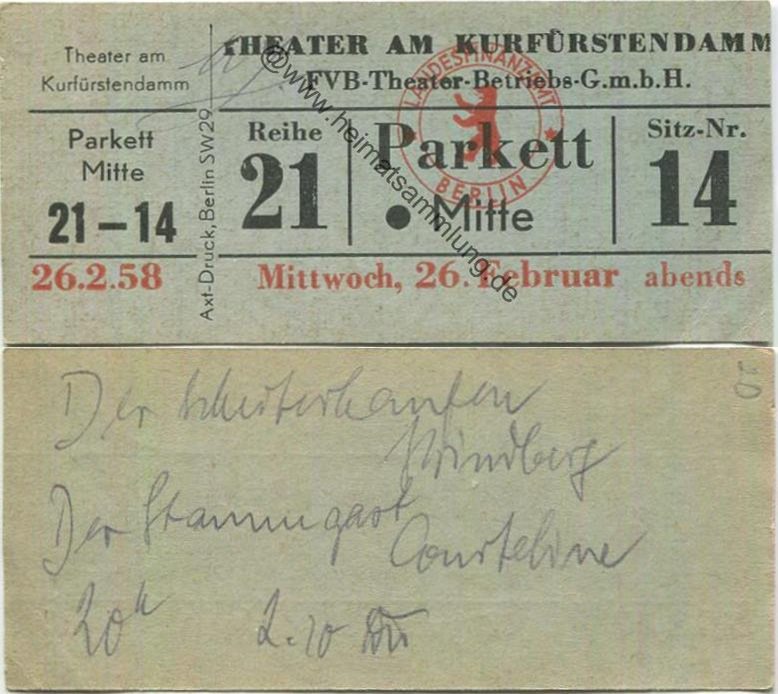 Theater am
Kurfürstendamm
Parkett
Mitte
21–14
26.2.58
Axt-Druck, Berlin SW29
THEATER AM KURFÜRSTENDAMM
FVB-Theater-Betriebs-G.m.b.H.
Reihe
21
Parkett
● Mitte
Sitz-Nr.
14
Mittwoch, 26. Februar abends
LANDESFINANZAMT
BERLIN
@www.heimatsammlung.de
Der Scheiterhaufen
Strindberg
Der Stammgast
Courteline
20h 2.10